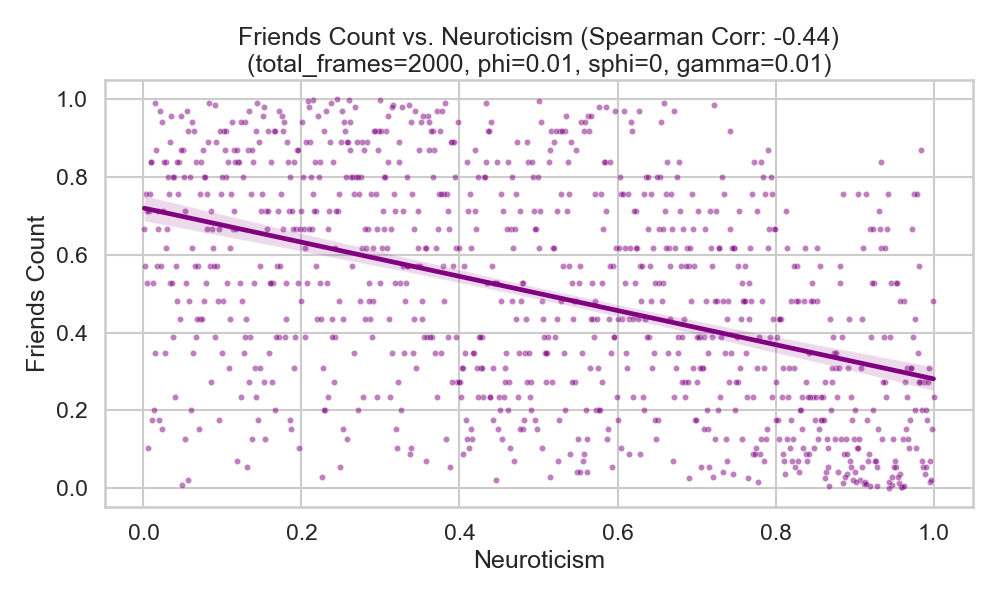 Friends Count vs. Neuroticism (Spearman Corr: -0.44)
(total_frames=2000, phi=0.01, sphi=0, gamma=0.01)
Friends Count
1.0
0.8
0.6
0.4
0.2
0.0
0.0 0.2 0.4 0.6 0.8 1.0
Neuroticism